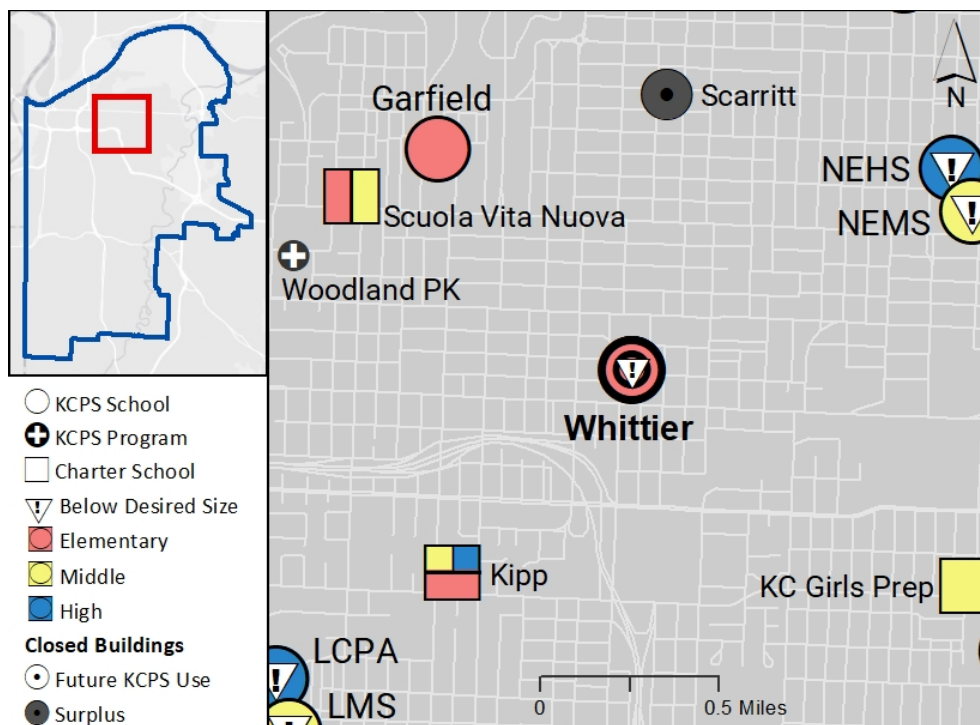 Garfield
Scarritt
N
NEHS
Scuola Vita Nuova
NEMS
Woodland PK
Whittier
Kipp
KC Girls Prep
LCPA
LMS
0
0.5 Miles
KCPS School
KCPS Program
Charter School
! Below Desired Size
Elementary
Middle
High
Closed Buildings
Future KCPS Use
Surplus